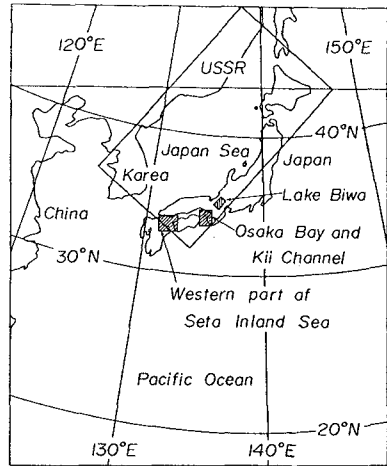 120°E
150°E
USSR
40°N
Japan Sea
Japan
Korea
Lake Biwa
China
Osaka Bay and
Kii Channel
30°N
Western part of
Seta Inland Sea
Pacific Ocean
20°N
130°E
140°E